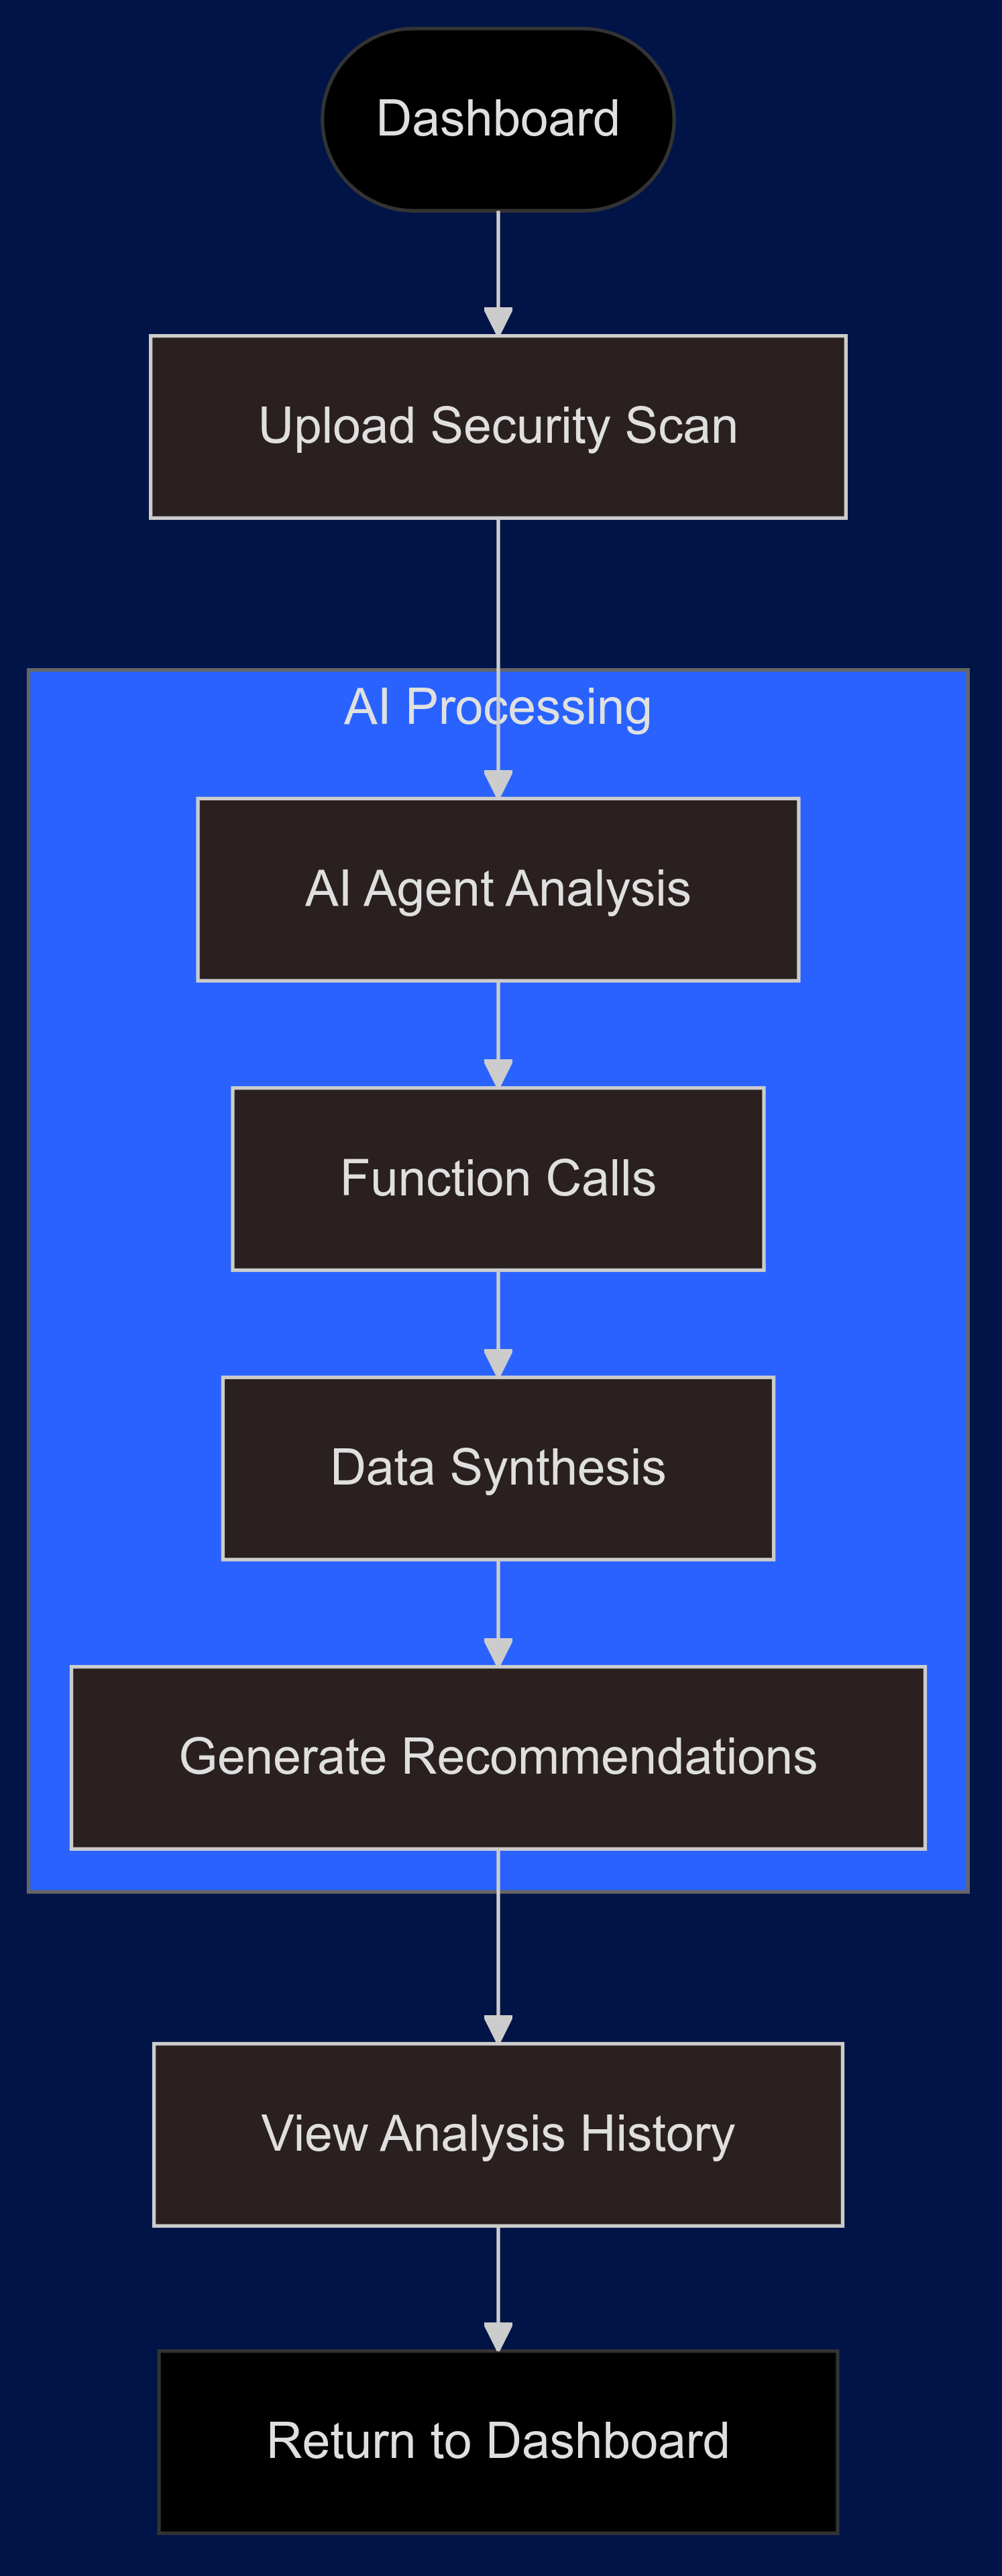 Dashboard
Upload Security Scan
AI Processing
AI Agent Analysis
Function Calls
Data Synthesis
Generate Recommendations
View Analysis History
Return to Dashboard